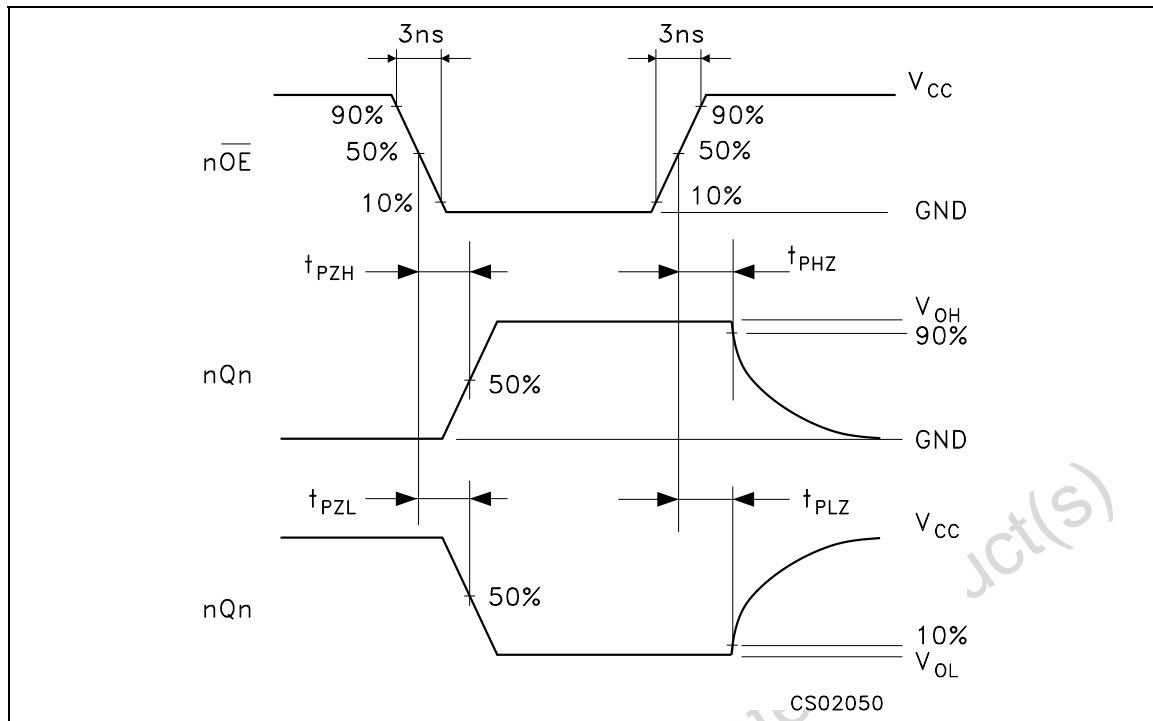 3ns 3ns
V_CC
90% 90%
nO̅E̅ 50% 50%
10% 10%
GND
t_PZH t_PHZ
V_OH
90%
nQn 50%
GND
t_PZL t_PLZ
V_CC
nQn 50%
10%
V_OL
CS02050